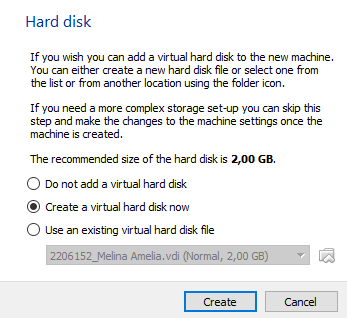 Hard disk
If you wish you can add a virtual hard disk to the new machine.
You can either create a new hard disk file or select one from
the list or from another location using the folder icon.
If you need a more complex storage set-up you can skip this
step and make the changes to the machine settings once the
machine is created.
The recommended size of the hard disk is 2,00 GB.
Do not add a virtual hard disk
Create a virtual hard disk now
Use an existing virtual hard disk file
2206152_Melina Amelia.vdi (Normal, 2,00 GB)
Create Cancel